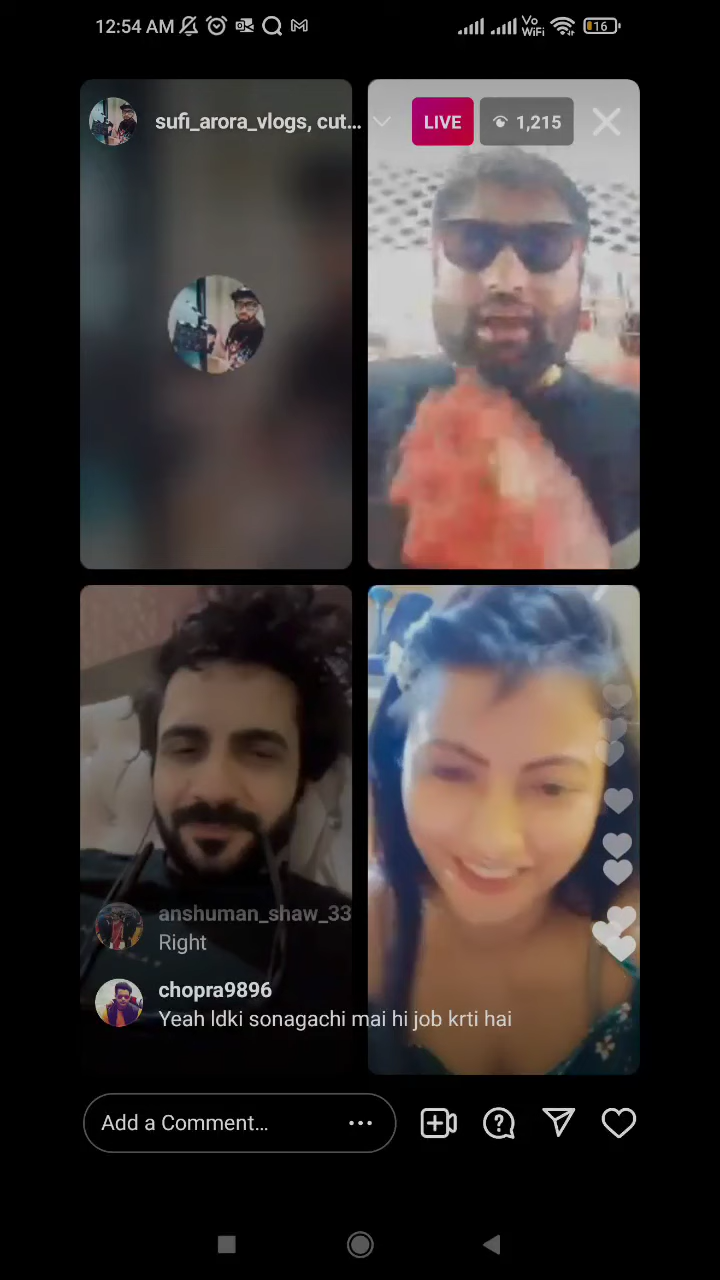 12:54 AM
Vo
WiFi
16
sufi_arora_vlogs, cut...
LIVE
1,215
anshuman_shaw_33
Right
chopra9896
Yeah ldki sonagachi mai hi job krti hai
Add a Comment...